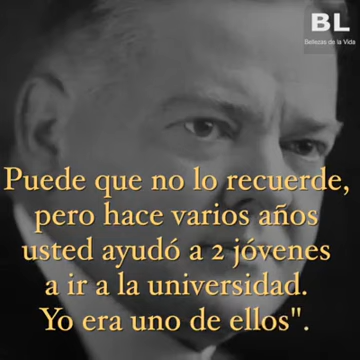 BL
Bellezas de la Vida
Puede que no lo recuerde,
pero hace varios años
usted ayudó a 2 jóvenes
a ir a la universidad.
Yo era uno de ellos".